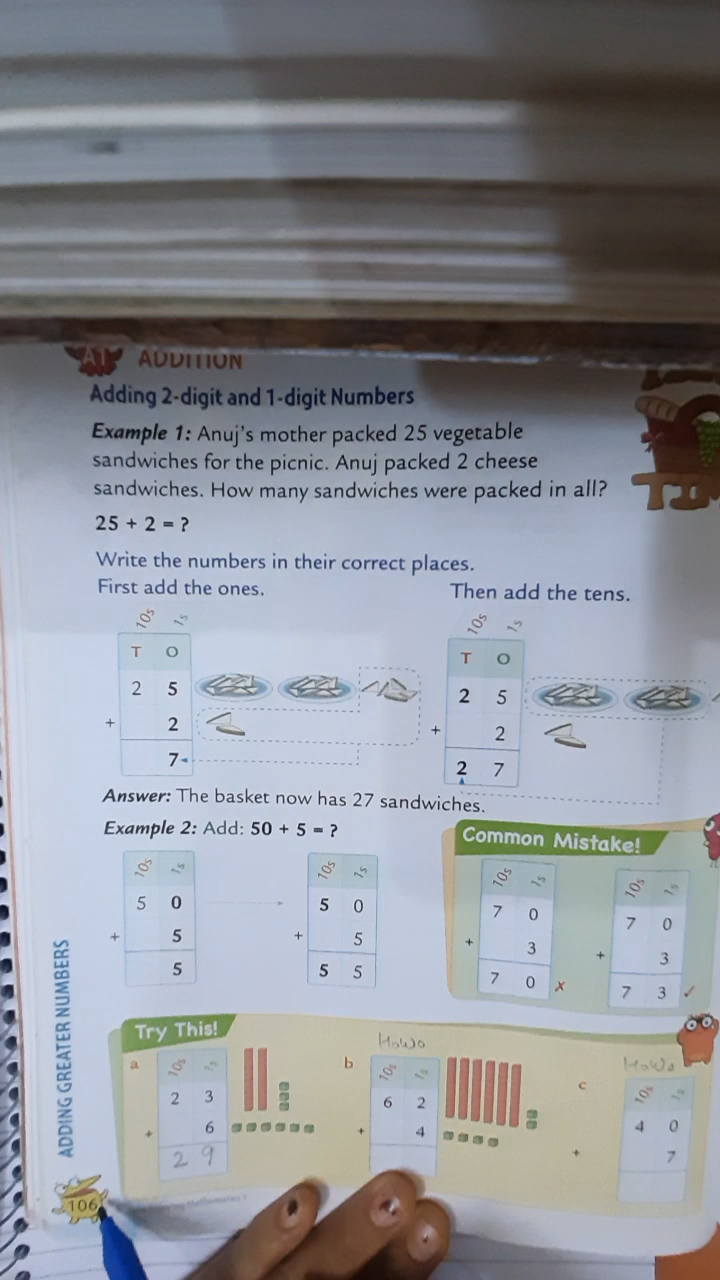 A1 ADDITION
Adding 2-digit and 1-digit Numbers
Example 1: Anuj's mother packed 25 vegetable
sandwiches for the picnic. Anuj packed 2 cheese
sandwiches. How many sandwiches were packed in all?
25 + 2 = ?
Write the numbers in their correct places.
First add the ones. Then add the tens.
10s 1s 10s 1s
T O T O
2 5 2 5
+ 2 + 2
7 2 7
Answer: The basket now has 27 sandwiches.
Example 2: Add: 50 + 5 = ?
10s 1s 10s 1s
5 0 5 0
+ 5 + 5
5 5 5
Common Mistake!
10s 1s 10s 1s
7 0 7 0
+ 3 + 3
7 0 ✗ 7 3 ✓
Try This!
HoWo HoWo
a b c
10s 1s 10s 1s 10s 1s
2 3 6 2 4 0
+ 6 + 4 + 7
2 9
ADDING GREATER NUMBERS
106